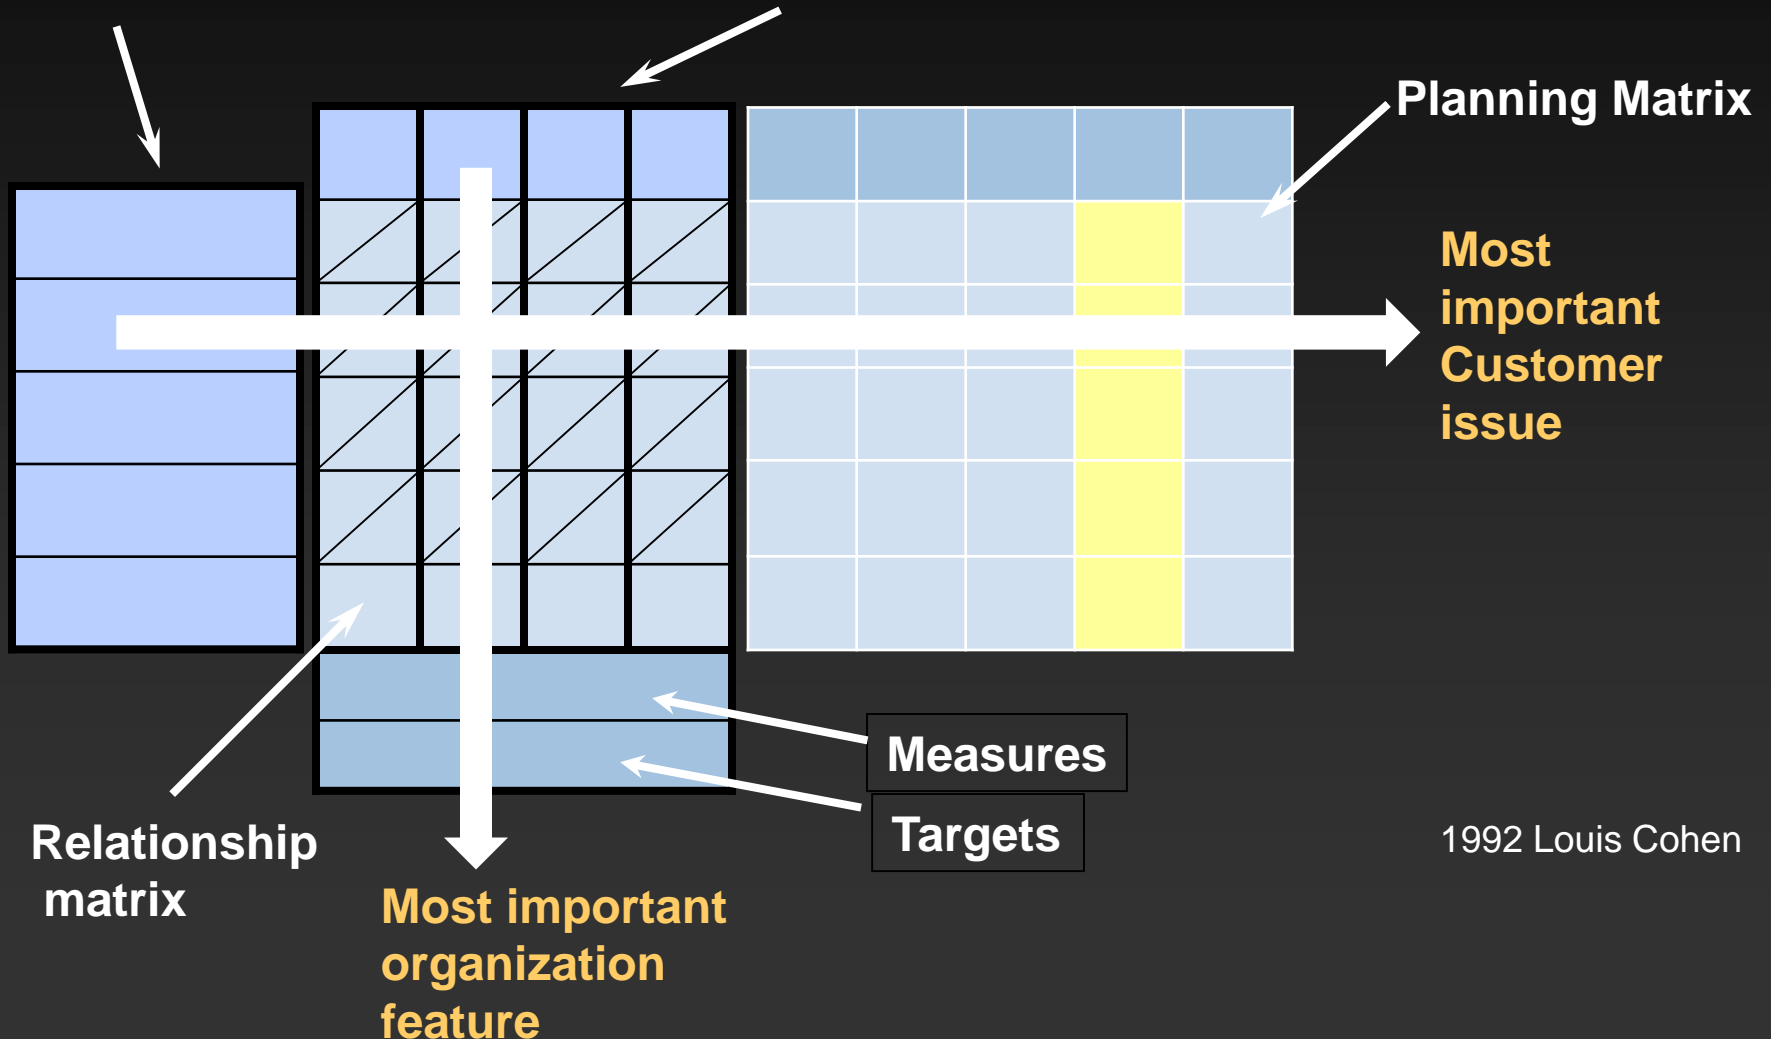 Planning Matrix
Most
important
Customer
issue
Measures
Targets
Relationship
matrix
1992 Louis Cohen
Most important
organization
feature